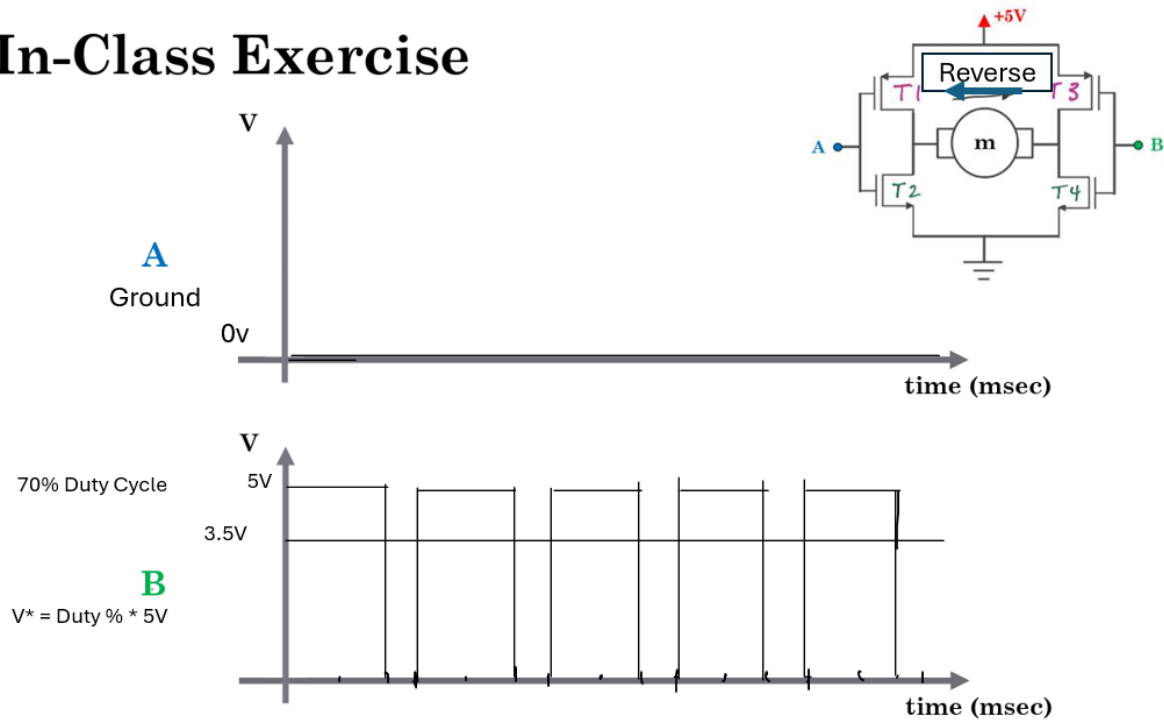 In-Class Exercise
+5V
Reverse
T1
T3
A
m
B
T2
T4
V
A
Ground
0v
time (msec)
V
70% Duty Cycle
5V
3.5V
B
V* = Duty % * 5V
time (msec)